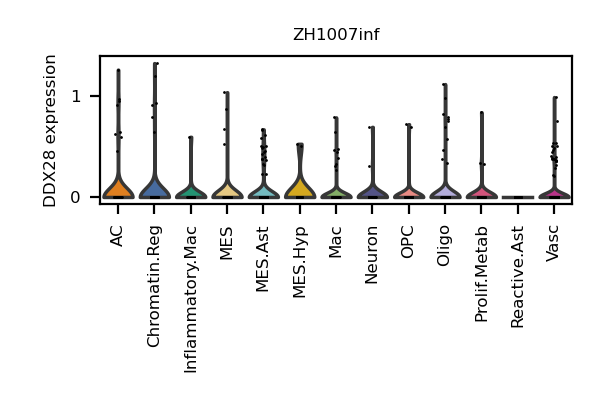 ZH1007inf
DDX28 expression
1
0
AC
Chromatin.Reg
Inflammatory.Mac
MES
MES.Ast
MES.Hyp
Mac
Neuron
OPC
Oligo
Prolif.Metab
Reactive.Ast
Vasc